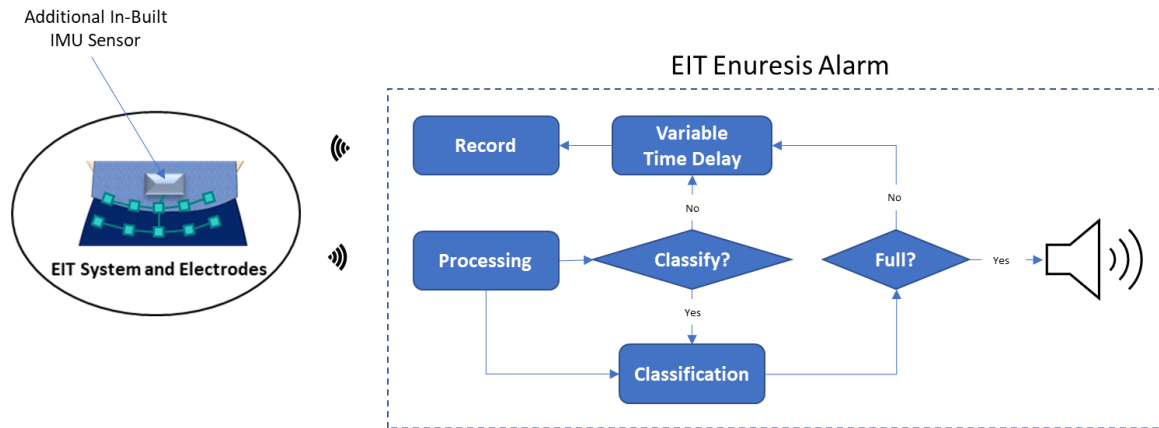 Additional In-Built
IMU Sensor
EIT System and Electrodes
EIT Enuresis Alarm
Record
Variable
Time Delay
No
No
Processing
Classify?
Full?
Yes
Yes
Classification